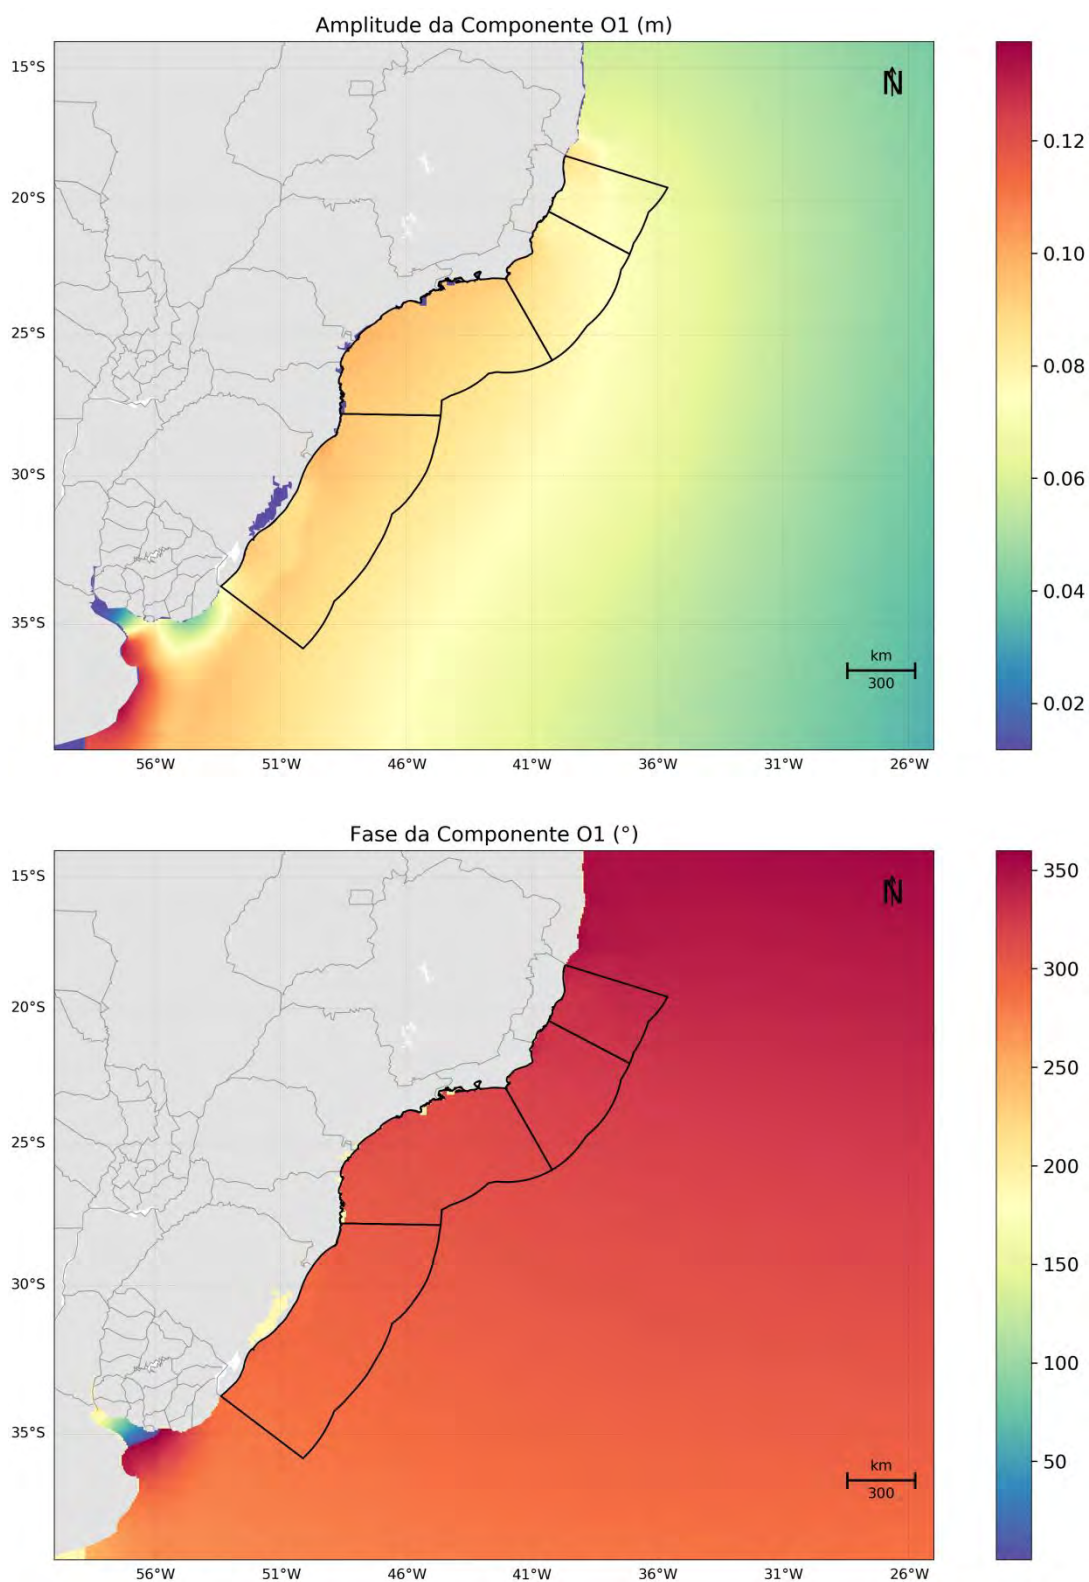 Amplitude da Componente O1 (m)
15°S
20°S
25°S
30°S
35°S
56°W 51°W 46°W 41°W 36°W 31°W 26°W
N
km
300
0.12
0.10
0.08
0.06
0.04
0.02
Fase da Componente O1 (°)
15°S
20°S
25°S
30°S
35°S
56°W 51°W 46°W 41°W 36°W 31°W 26°W
N
km
300
350
300
250
200
150
100
50